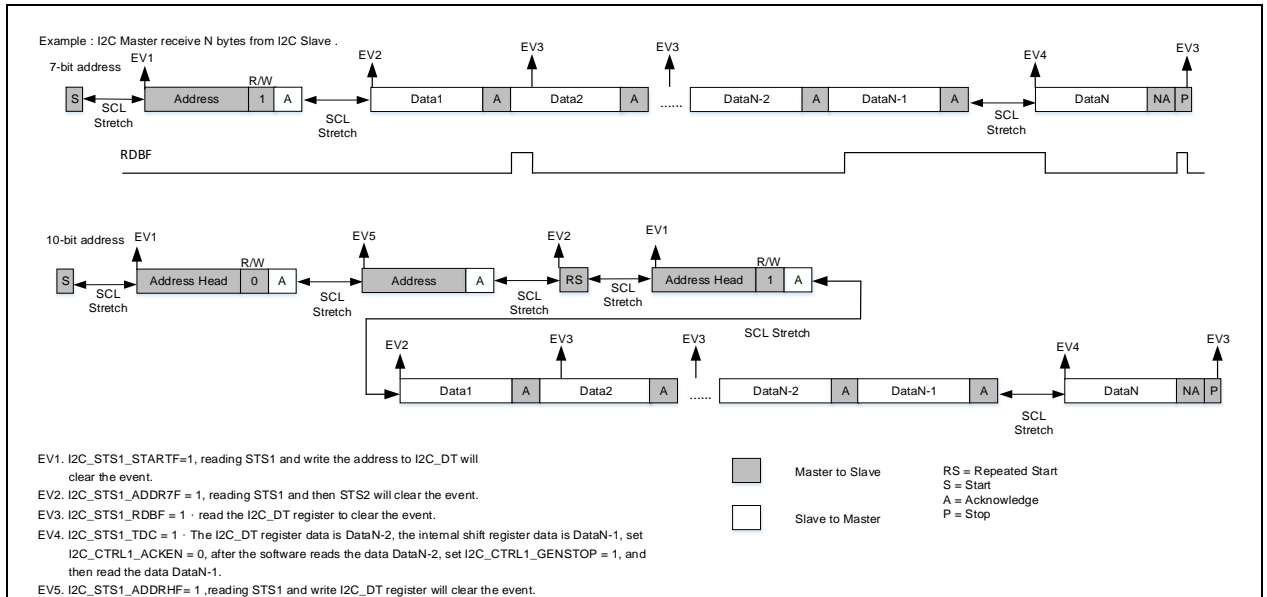 Example : I2C Master receive N bytes from I2C Slave .
7-bit address
EV1
EV2
EV3
EV3
EV4
EV3
R/W
S
Address
1
A
Data1
A
Data2
A
......
DataN-2
A
DataN-1
A
DataN
NA
P
SCL
Stretch
SCL
Stretch
SCL
Stretch
RDBF
10-bit address
EV1
EV5
EV2
EV1
R/W
R/W
S
Address Head
0
A
Address
A
RS
Address Head
1
A
SCL
Stretch
SCL
Stretch
SCL
Stretch
SCL
Stretch
SCL Stretch
EV2
EV3
EV3
EV4
EV3
Data1
A
Data2
A
......
DataN-2
A
DataN-1
A
DataN
NA
P
SCL
Stretch
EV1. I2C_STS1_STARTF=1, reading STS1 and write the address to I2C_DT will
clear the event.
EV2. I2C_STS1_ADDR7F = 1, reading STS1 and then STS2 will clear the event.
EV3. I2C_STS1_RDBF = 1 · read the I2C_DT register to clear the event.
EV4. I2C_STS1_TDC = 1 · The I2C_DT register data is DataN-2, the internal shift register data is DataN-1, set
I2C_CTRL1_ACKEN = 0, after the software reads the data DataN-2, set I2C_CTRL1_GENSTOP = 1, and
then read the data DataN-1.
EV5. I2C_STS1_ADDRHF= 1 ,reading STS1 and write I2C_DT register will clear the event.
Master to Slave
Slave to Master
RS = Repeated Start
S = Start
A = Acknowledge
P = Stop